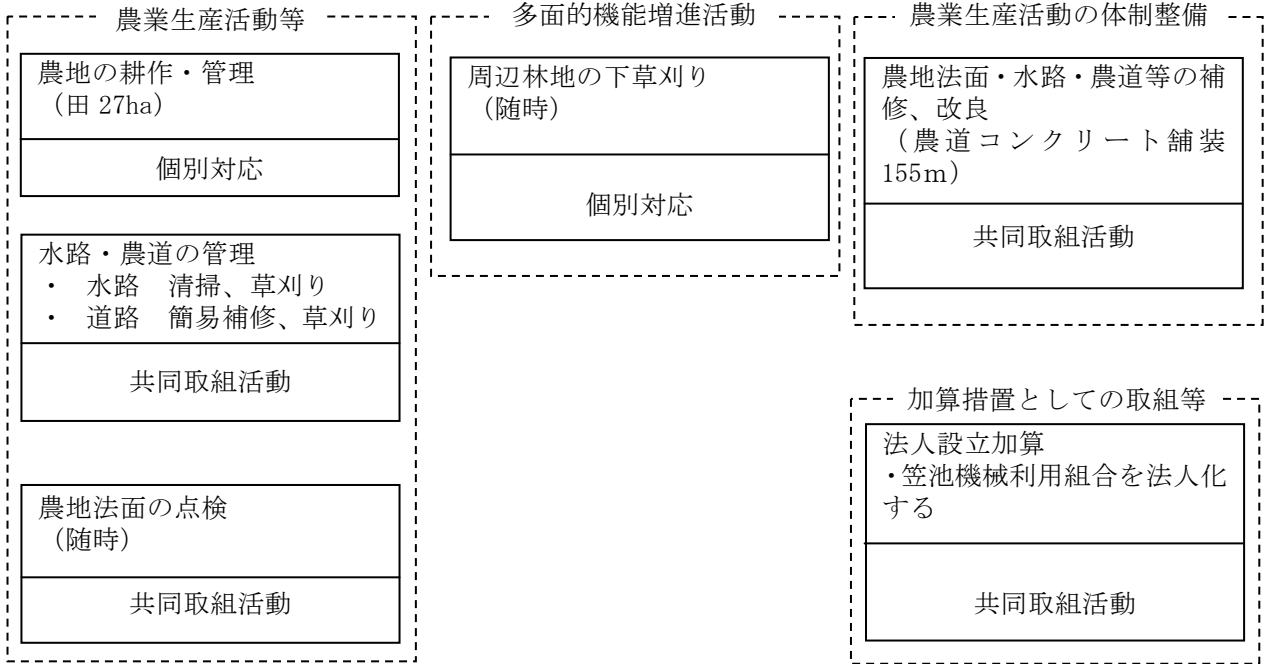 農業生産活動等
農地の耕作・管理
（田 27ha）
個別対応
水路・農道の管理
・ 水路 清掃、草刈り
・ 道路 簡易補修、草刈り
共同取組活動
農地法面の点検
（随時）
共同取組活動
多面的機能増進活動
周辺林地の下草刈り
（随時）
個別対応
農業生産活動の体制整備
農地法面・水路・農道等の補
修、改良
（農道コンクリート舗装
155ｍ）
共同取組活動
加算措置としての取組等
法人設立加算
・笠池機械利用組合を法人化
する
共同取組活動